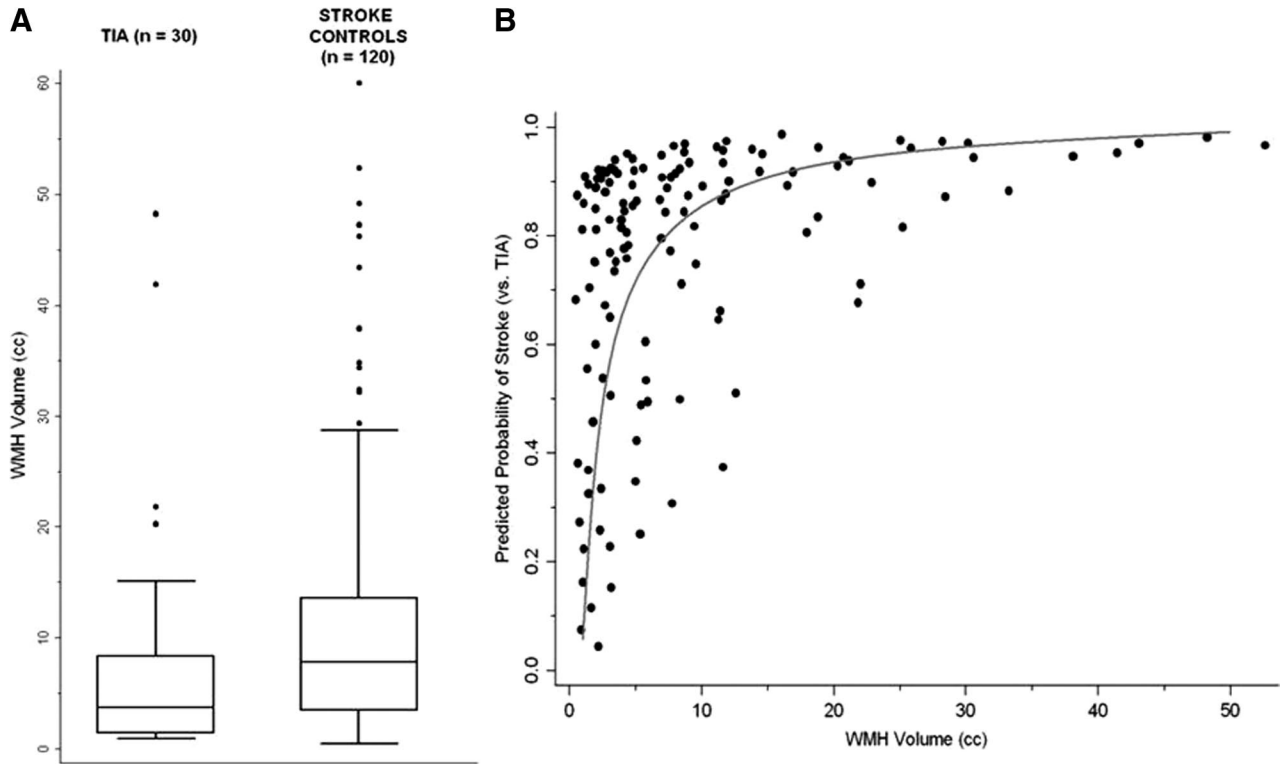 A
TIA (n = 30)
STROKE
CONTROLS
(n = 120)
WMH Volume (cc)
60
50
40
30
20
10
0
B
Predicted Probability of Stroke (vs. TIA)
1.0
0.8
0.6
0.4
0.2
0.0
0 10 20 30 40 50
WMH Volume (cc)